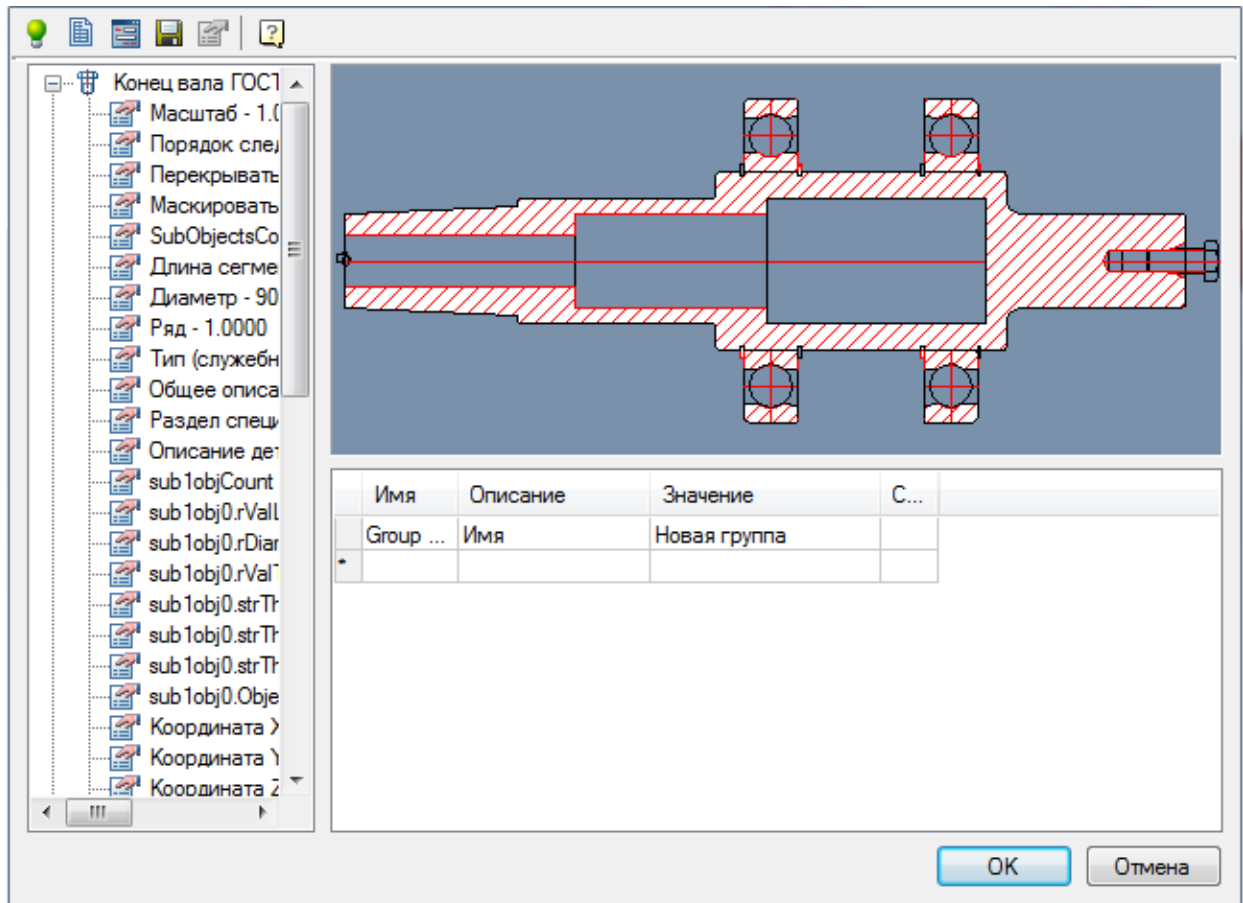 Конец вала ГОСТ
Масштаб - 1.0
Порядок след
Перекрывать
Маскировать
SubObjectsCo
Длина сегме
Диаметр - 90
Ряд - 1.0000
Тип (служебн
Общее описа
Раздел специ
Описание дет
sub1objCount
sub1obj0.rValL
sub1obj0.rDiar
sub1obj0.rValT
sub1obj0.strTh
sub1obj0.strTh
sub1obj0.strTh
sub1obj0.Obje
Координата X
Координата Y
Координата Z
Имя Описание Значение С...
Group ... Имя Новая группа
OK Отмена